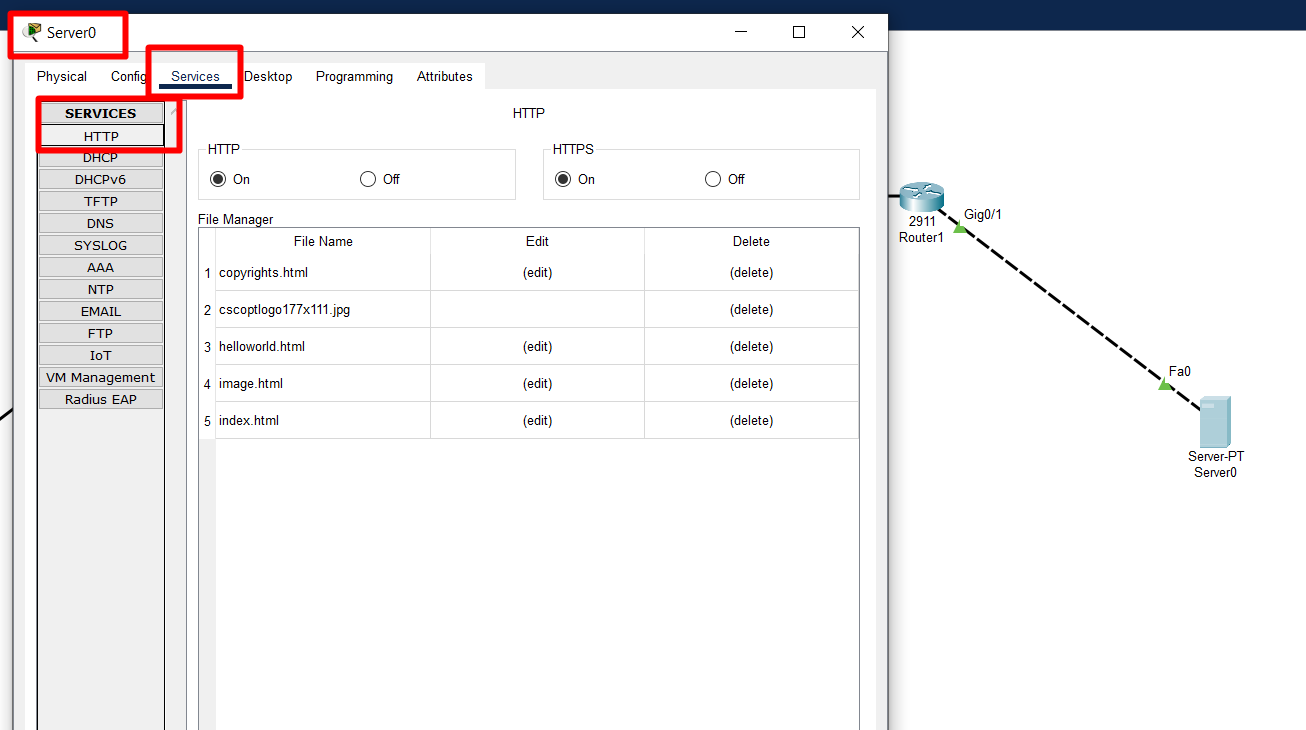 Server0
Physical Config Services Desktop Programming Attributes
SERVICES
HTTP
DHCP
DHCPv6
TFTP
DNS
SYSLOG
AAA
NTP
EMAIL
FTP
IoT
VM Management
Radius EAP
HTTP
HTTP
On Off
HTTPS
On Off
File Manager
File Name Edit Delete
1 copyrights.html (edit) (delete)
2 cscoptlogo177x111.jpg (delete)
3 helloworld.html (edit) (delete)
4 image.html (edit) (delete)
5 index.html (edit) (delete)
2911
Router1
Gig0/1
Fa0
Server-PT
Server0